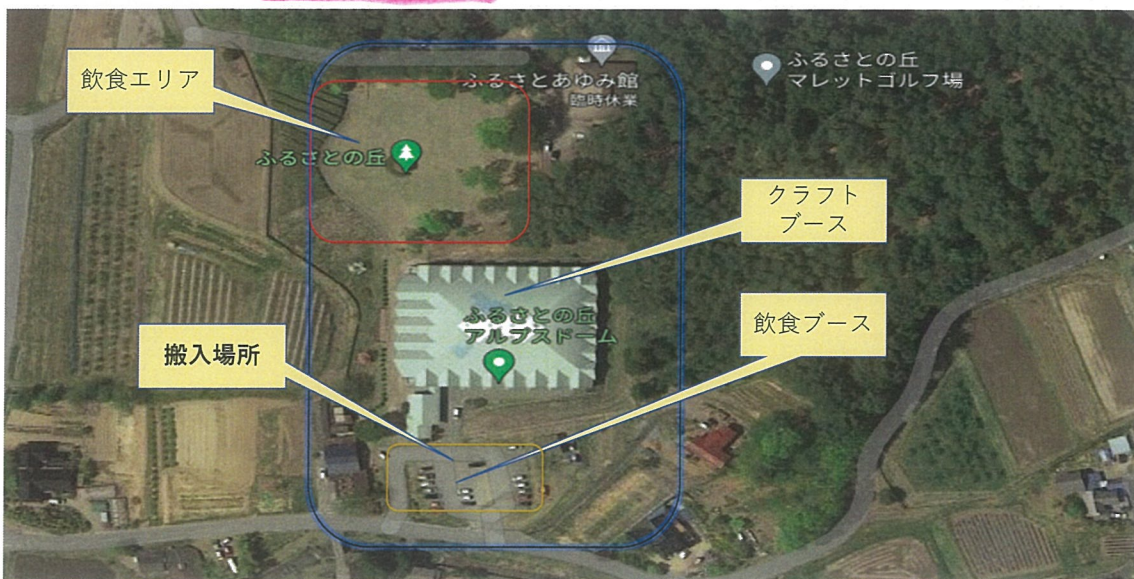 飲食エリア
ふるさとあゆみ館
臨時休業
ふるさとの丘
マレットゴルフ場
ふるさとの丘
クラフト
ブース
ふるさとの丘
アルプスドーム
飲食ブース
搬入場所